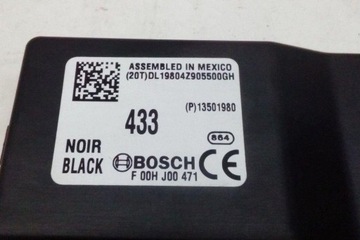 ASSEMBLED IN MEXICO
(20T)DL19804Z905500GH
(P)13501980
433
864
NOIR
BLACK
BOSCH
CE
F 00H J00 471